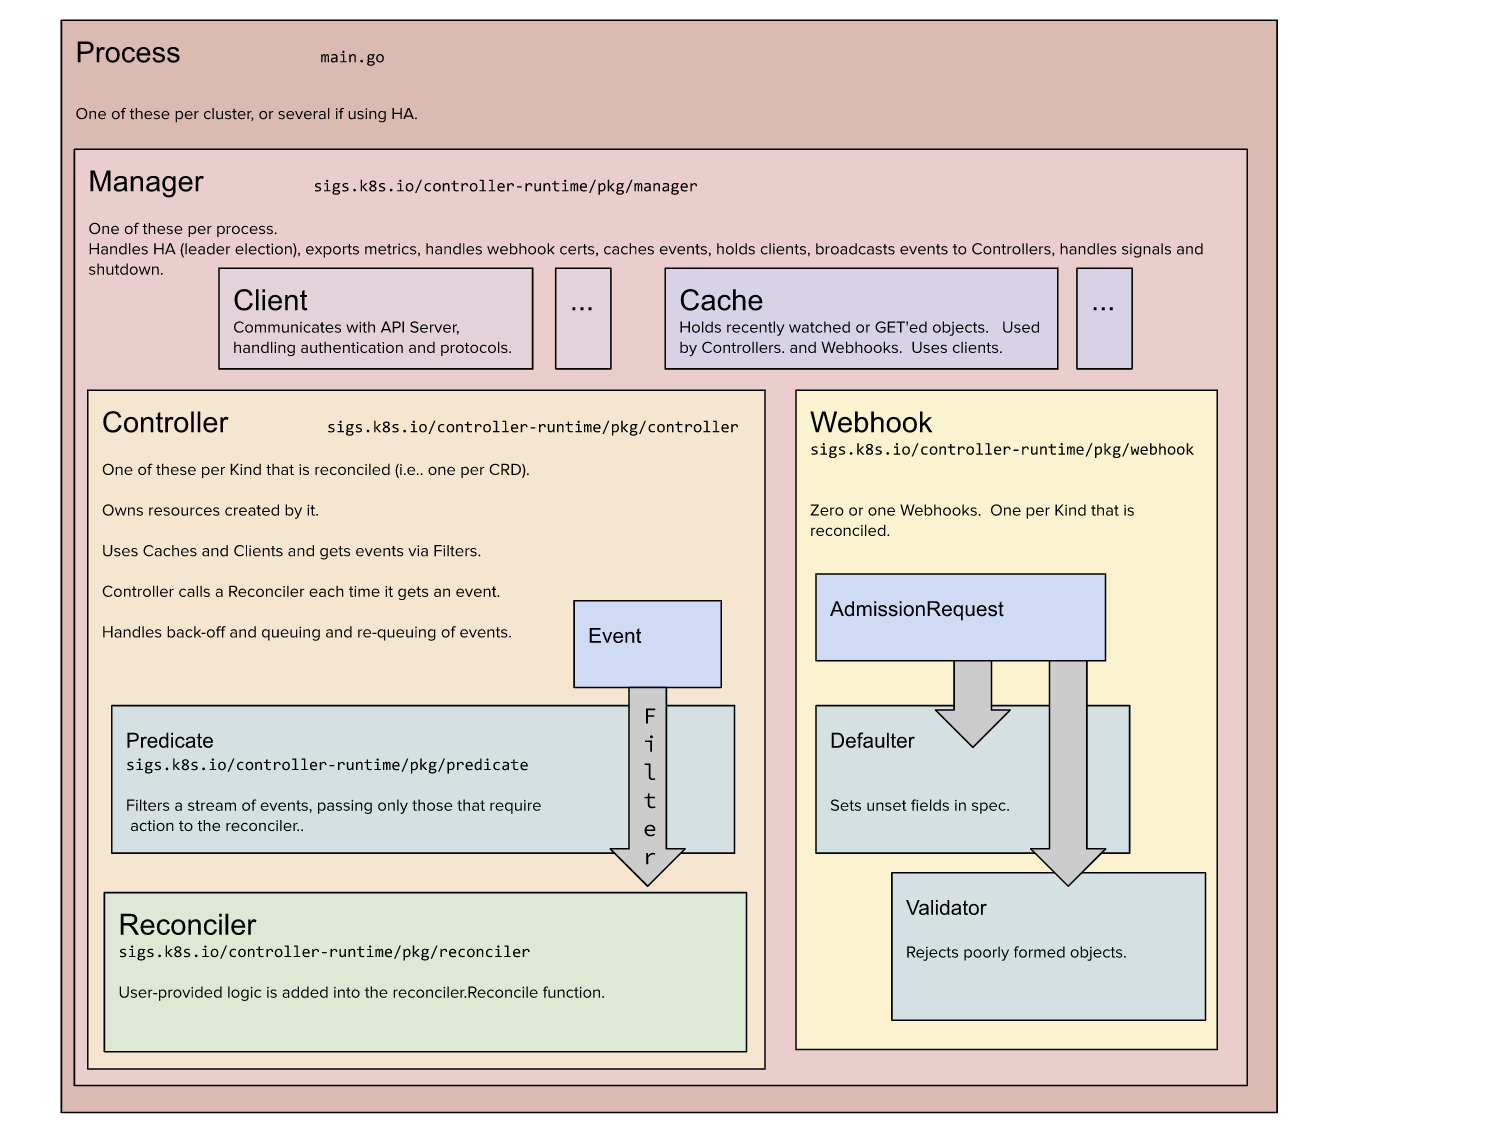 Process
main.go
One of these per cluster, or several if using HA.
Manager
sigs.k8s.io/controller-runtime/pkg/manager
One of these per process.
Handles HA (leader election), exports metrics, handles webhook certs, caches events, holds clients, broadcasts events to Controllers, handles signals and
shutdown.
Client
Communicates with API Server,
handling authentication and protocols.
...
Cache
Holds recently watched or GET'ed objects.   Used
by Controllers. and Webhooks.  Uses clients.
...
Controller
sigs.k8s.io/controller-runtime/pkg/controller
One of these per Kind that is reconciled (i.e.. one per CRD).
Owns resources created by it.
Uses Caches and Clients and gets events via Filters.
Controller calls a Reconciler each time it gets an event.
Handles back-off and queuing and re-queuing of events.
Event
Filter
Predicate
sigs.k8s.io/controller-runtime/pkg/predicate
Filters a stream of events, passing only those that require
action to the reconciler..
Reconciler
sigs.k8s.io/controller-runtime/pkg/reconciler
User-provided logic is added into the reconciler.Reconcile function.
Webhook
sigs.k8s.io/controller-runtime/pkg/webhook
Zero or one Webhooks.  One per Kind that is
reconciled.
AdmissionRequest
Defaulter
Sets unset fields in spec.
Validator
Rejects poorly formed objects.